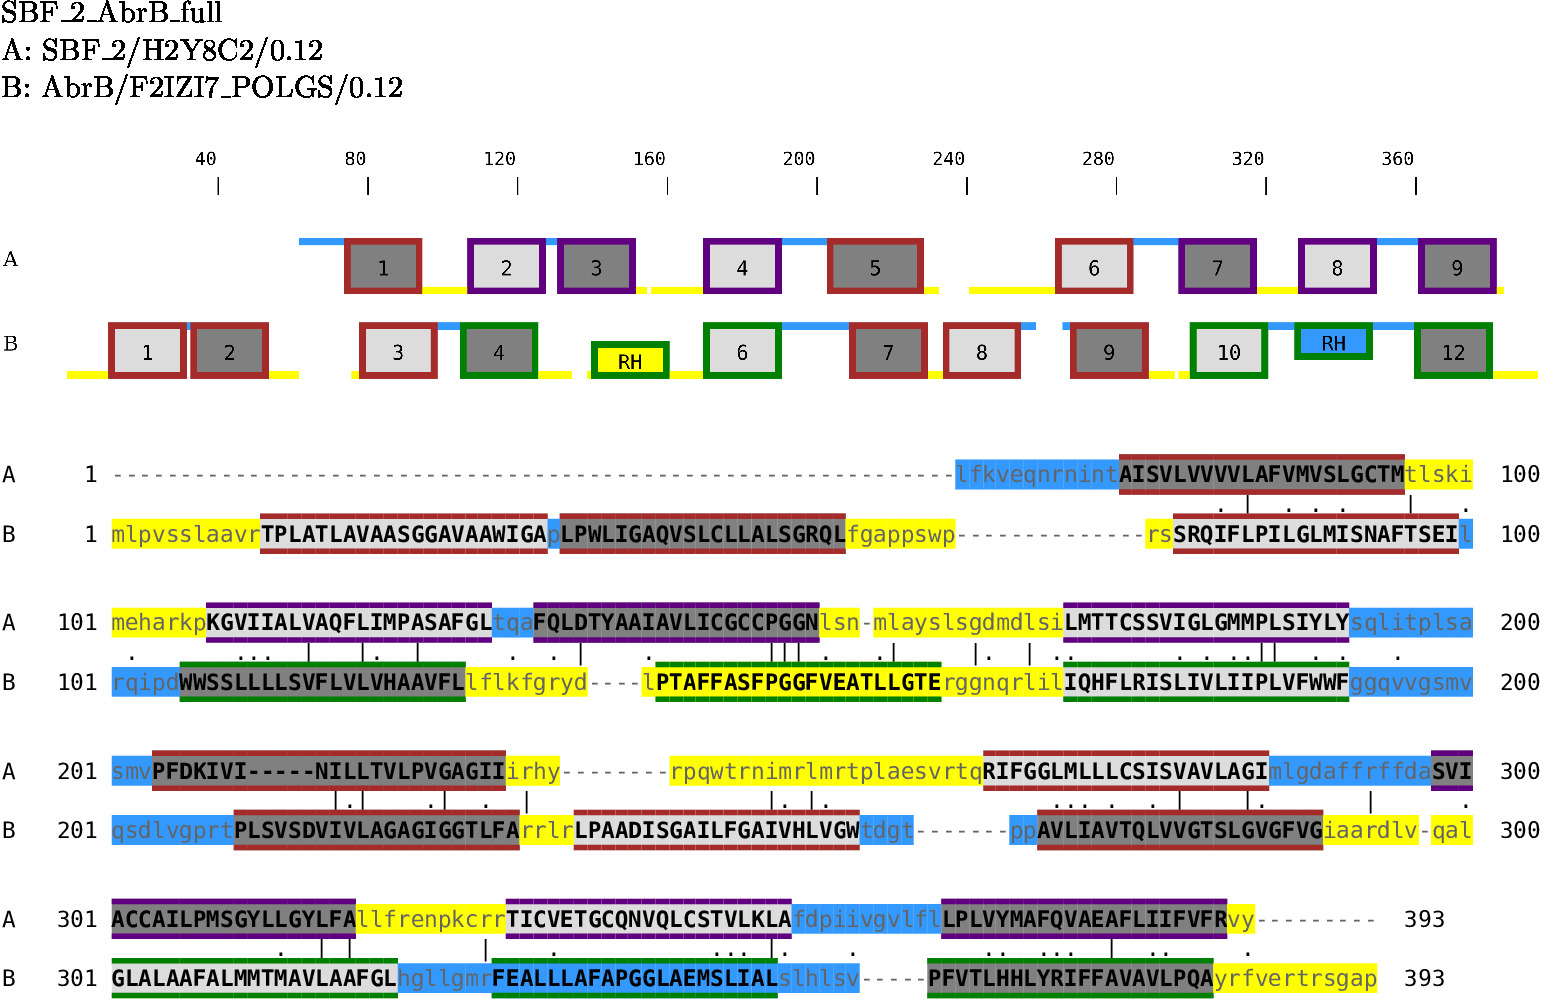 SBF_2_AbrB_full
A: SBF_2/H2Y8C2/0.12
B: AbrB/F2IZI7_POLGS/0.12
40 80 120 160 200 240 280 320 360
A 1 2 3 4 5 6 7 8 9
B 1 2 3 4 RH 6 7 8 9 10 RH 12
A 1 --------------------------------------------------------------lfkveqnrnintAISVLVVVVLAFVMVSLGCTMtlski 100
B 1 mlpvsslaavrTPLATLAVAASGGAVAAWIGApLPWLIGAQVSLCLLALSGRQLfgappswp--------------rsSRQIFLPILGLMISNAFTSEIl 100
A 101 meharkpKGVIIALVAQFLIMPASAFGLtqaFQLDTYAAIAVLICGCCPGGNlsn-mlayslsgdmdlsiLMTTCSSVIGLGMMPLSIYLYsqlitplsa 200
B 101 rqipdWWSSLLLLSVFLVLVHAAVFLlflkfgryd----lPTAFFASFPGGFVEATLLGTErggnqrlilIQHFLRISLIVLIIPLVFWWFggqvvgsmv 200
A 201 smvPFDKIVI-----NILLTVLPVGAGIIirhy--------rpqwtrnimrlmrtplaesvrtqRIFGGLMLLLCSISVAVLAGImlgdaffrffdaSVI 300
B 201 qsdlvgprtPLSVSDVIVLAGAGIGGTLFArrlrLPAADISGAILFGAIVHLVGWtdgt-------ppAVLIAVTQLVVGTSLGVGFVGiaardlv-qal 300
A 301 ACCAILPMSGYLLGYLFAllfrenpkcrrTICVETGCQNVQLCSTVLKLAfdpiivgvlflLPLVYMAFQVAEAFLIIFVFRvy--------- 393
B 301 GLALAAFALMMTMAVLAAFGLhgllgmrFEALLLAFAPGGLAEMSLIALslhlsv-----PFVTLHHLYRIFFAVAVLPQAyrfvertrsgap 393